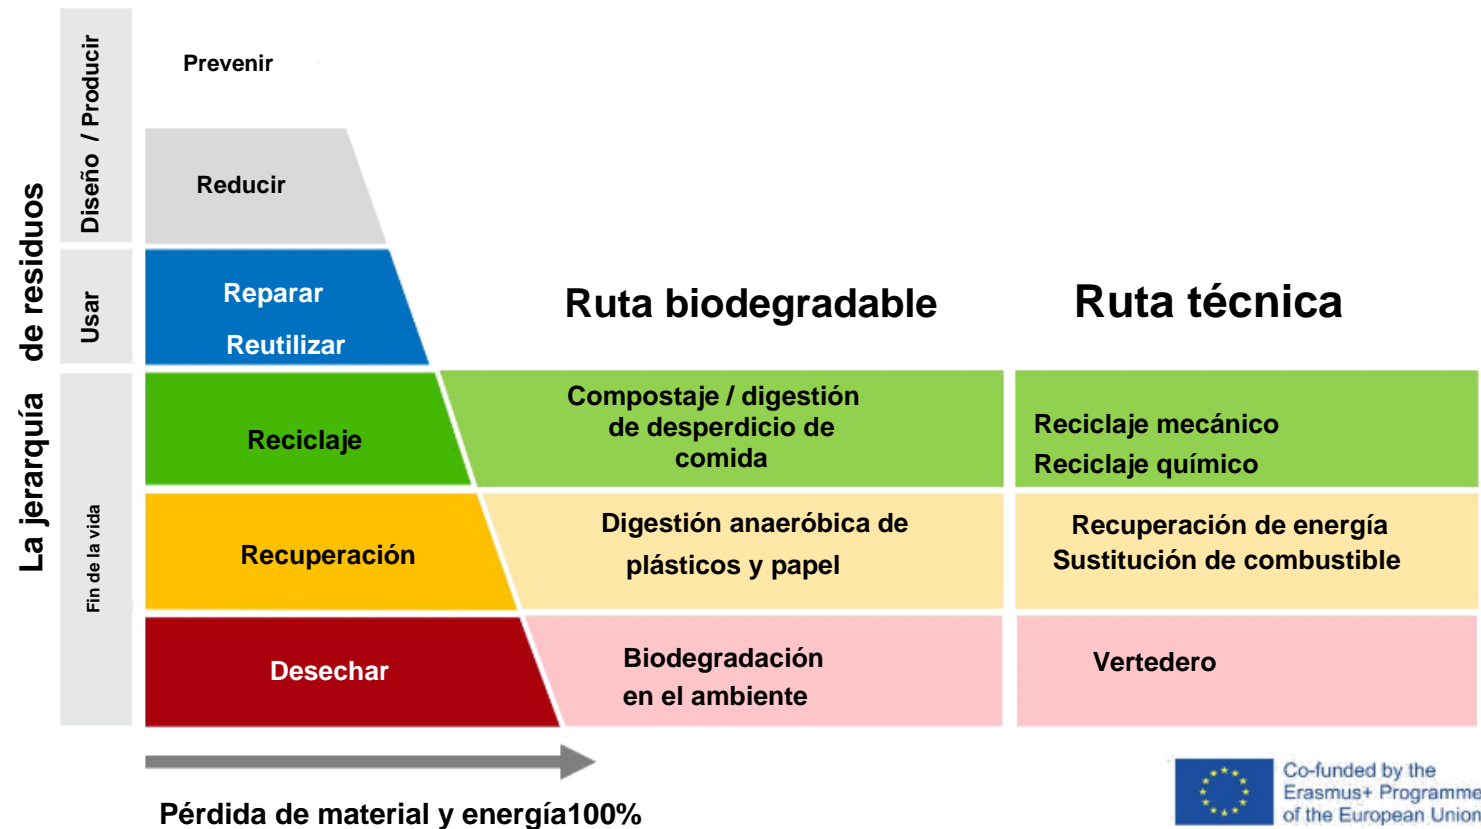 La jerarquía de residuos
Diseño / Producir
Prevenir
Reducir
Usar
Reparar
Reutilizar
Ruta biodegradable
Ruta técnica
Fin de la vida
Reciclaje
Compostaje / digestión
de desperdicio de
comida
Reciclaje mecánico
Reciclaje químico
Recuperación
Digestión anaeróbica de
plásticos y papel
Recuperación de energía
Sustitución de combustible
Desechar
Biodegradación
en el ambiente
Vertedero
Pérdida de material y energía100%
Co-funded by the
Erasmus+ Programme
of the European Union